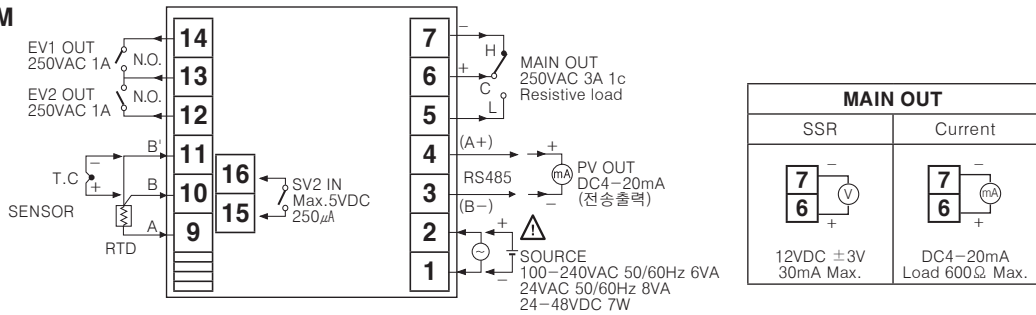 M
EV1 OUT
250VAC 1A
N.O.
EV2 OUT
250VAC 1A
N.O.
14
13
12
11
10
9
B'
B
A
T.C
−
+
SENSOR
RTD
16
15
SV2 IN
Max.5VDC
250㎂
7
6
5
4
3
2
1
−
H
+
C
L
MAIN OUT
250VAC 3A 1c
Resistive load
(A+)
RS485
(B−)
+
mA
−
PV OUT
DC4−20mA
(전송출력)
~
+
−
!
SOURCE
100−240VAC 50/60Hz 6VA
24VAC 50/60Hz 8VA
24−48VDC 7W
MAIN OUT
SSR
Current
7
6
−
V
+
7
6
−
mA
+
12VDC ±3V
30mA Max.
DC4−20mA
Load 600Ω Max.